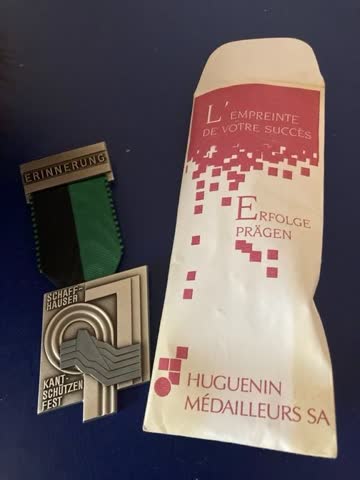 ERINNERUNG
SCHAFF-
HAUSER
KANT-
SCHÜTZEN
FEST
L'EMPREINTE
DE VOTRE SUCCÈS
ERFOLGE
PRÄGEN
HUGUENIN
MÉDAILLEURS SA